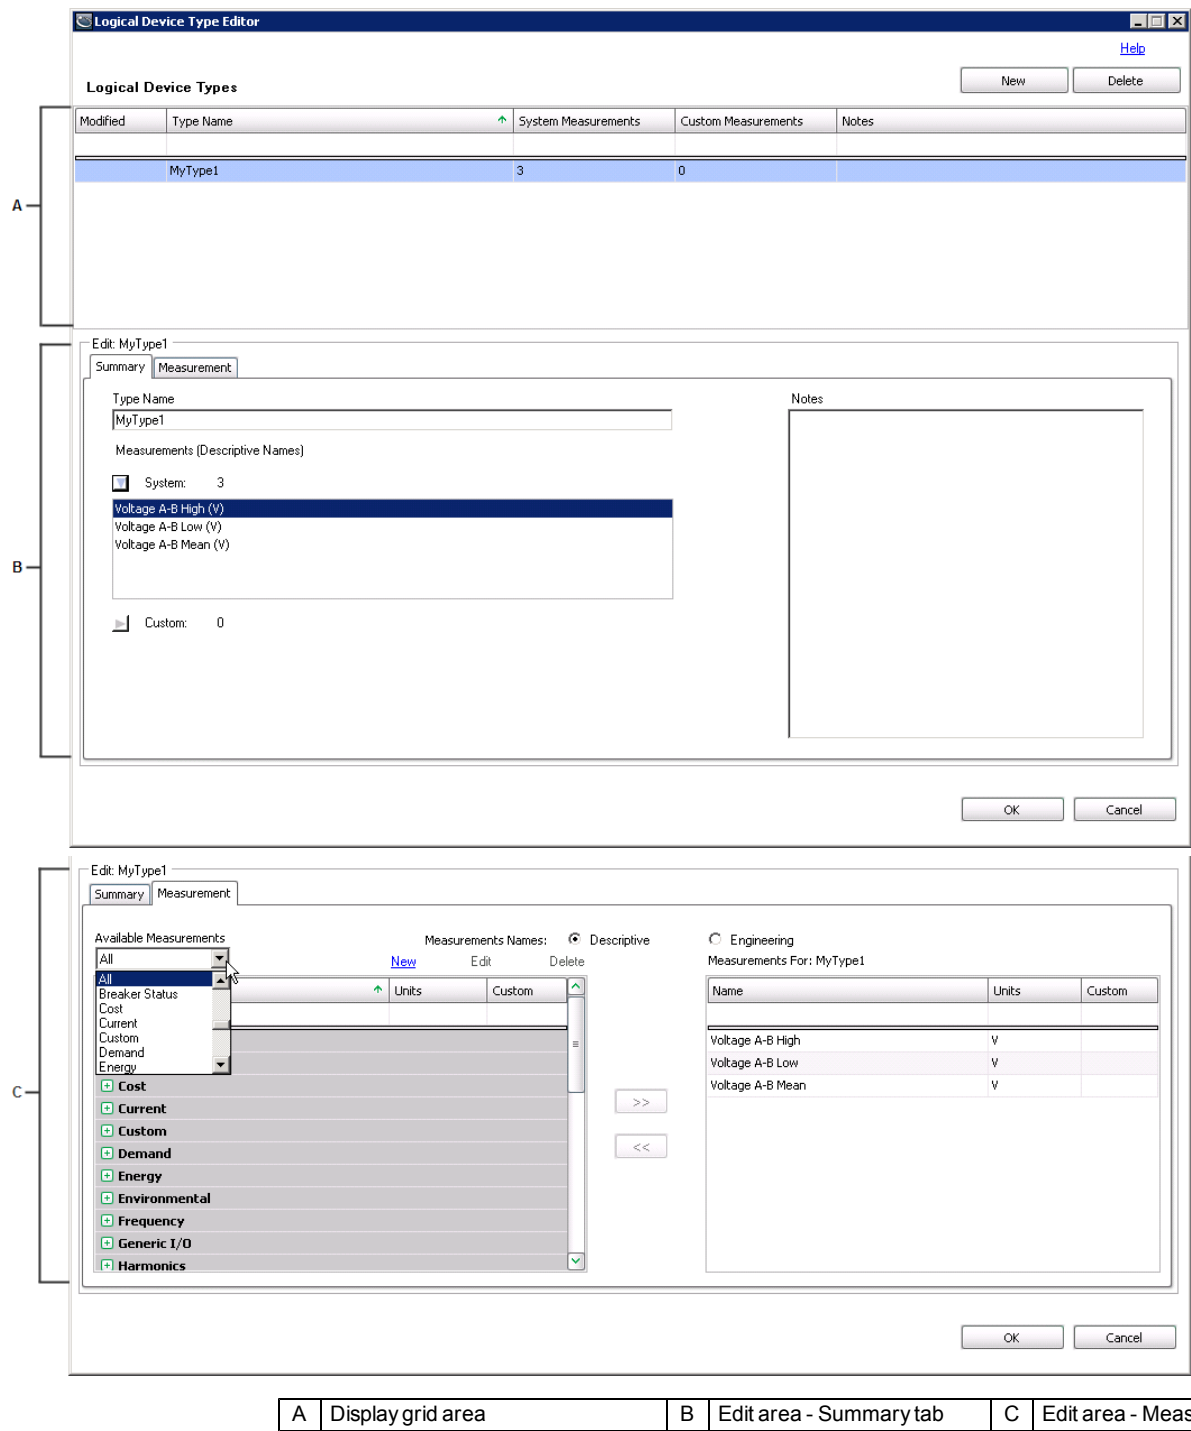 Logical Device Type Editor
Help
Logical Device Types
New Delete
Modified Type Name System Measurements Custom Measurements Notes
MyType1 3 0
A
Edit: MyType1
Summary Measurement
Type Name Notes
MyType1
Measurements (Descriptive Names)
System: 3
Voltage A-B High (V)
Voltage A-B Low (V)
Voltage A-B Mean (V)
B
Custom: 0
OK Cancel
Edit: MyType1
Summary Measurement
Available Measurements Measurements Names: Descriptive Engineering
All New Edit Delete Measurements For: MyType1
All
Breaker Status
Cost
Current
Custom
Demand
Energy
Units Custom
Name Units Custom
Voltage A-B High V
Voltage A-B Low V
Voltage A-B Mean V
C
Cost
Current
Custom
Demand
Energy
Environmental
Frequency
Generic I/O
Harmonics
>>
<<
OK Cancel
A Display grid area B Edit area - Summary tab C Edit area - Meas